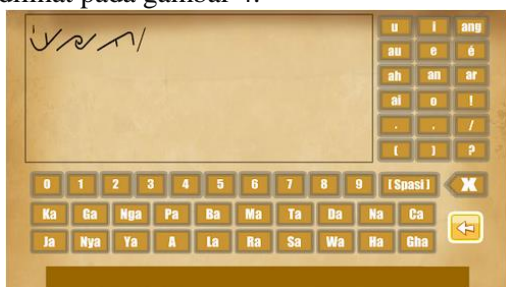 pada gambar 4.
u i ang
au e é
ah an ar
ai o !
/
( ) ?
0 1 2 3 4 5 6 7 8 9 [ Spasi ] X
Ka Ga Nga Pa Ba Ma Ta Da Na Ca
Ja Nya Ya A La Ra Sa Wa Ha Gha